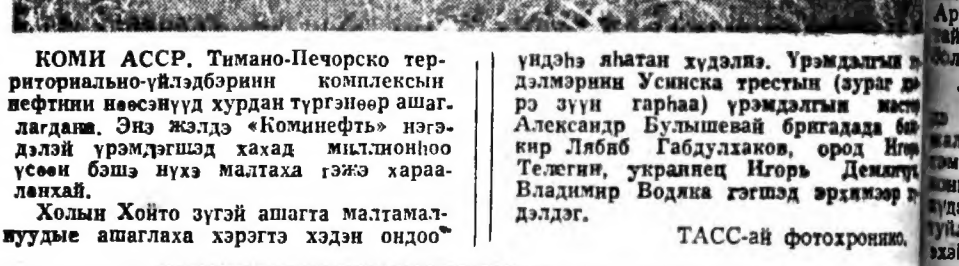 КОМИ АССР. Тимано-Печорско тер-
риториально-үйлэдбэриин комплексын
нефтиин нөөсэнүүд хурдан түргэнөөр ашаг-
лагдана. Энэ жэлдэ «Коминефть» нэгэ-
дэлэй үрэмдэгшэд хахад миллионһоо
үсөөн бэшэ нүхэ малтаха гэжэ хараа-
ланхай.
Холын Хойто зүгэй ашагта малтамал-
нуудые ашаглаха хэрэгтэ хэдэн ондоо
үндэһэ яһатан хүдэлнэ. Үрэмдэлгын
дэлмэриин Усинска трестын (зураг
рэ зүүн гарһаа) үрэмдэлгын
Александр Булышевай бригадада
кир Лябиб Габдулхаков, ород
Телегин, украинец Игорь
Владимир Водяка гэгшэд эрхимээр
дэлдэг.
ТАСС-ай фотохроника.